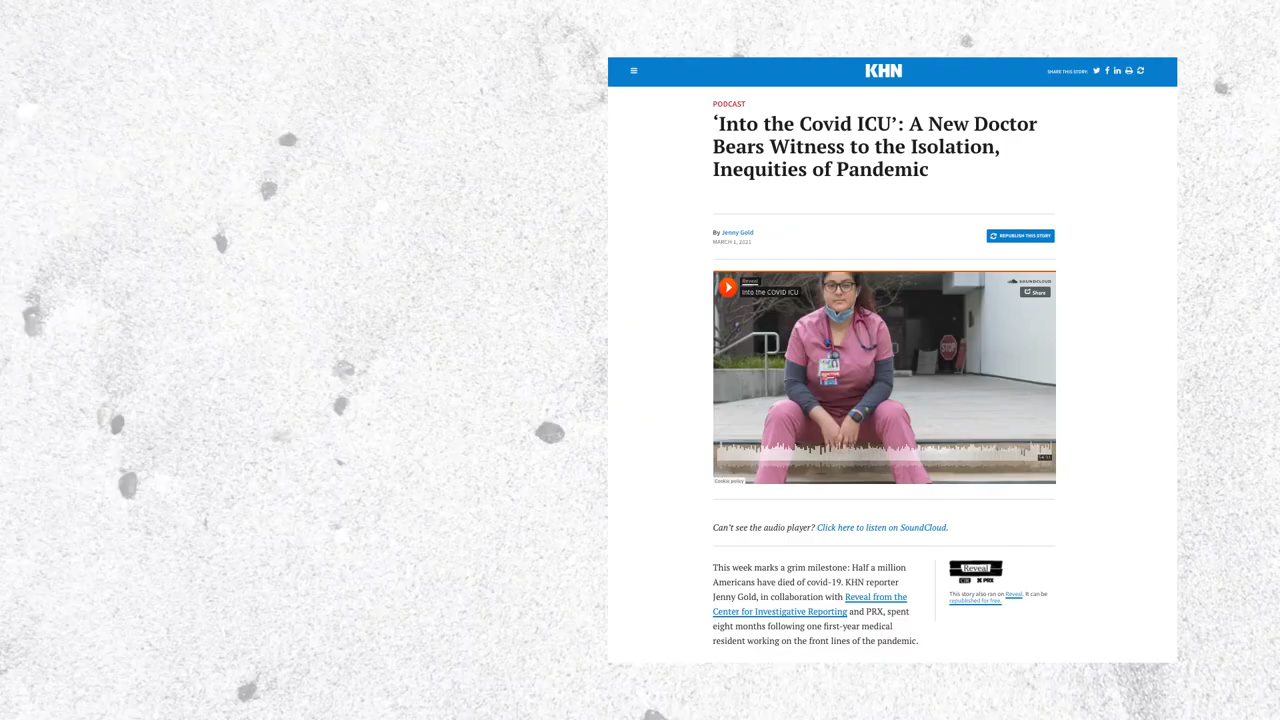 KHN
SHARE THIS STORY:
PODCAST
‘Into the Covid ICU’: A New Doctor
Bears Witness to the Isolation,
Inequities of Pandemic
By Jenny Gold
MARCH 1, 2021
REPUBLISH THIS STORY
Reveal
Into the COVID ICU
SOUNDCLOUD
Share
STOP
DOCTOR
Cookie policy
Can’t see the audio player? Click here to listen on SoundCloud.
This week marks a grim milestone: Half a million
Americans have died of covid-19. KHN reporter
Jenny Gold, in collaboration with Reveal from the
Center for Investigative Reporting and PRX, spent
eight months following one first-year medical
resident working on the front lines of the pandemic.
Reveal
PRX
This story also ran on Reveal. It can be
republished for free.